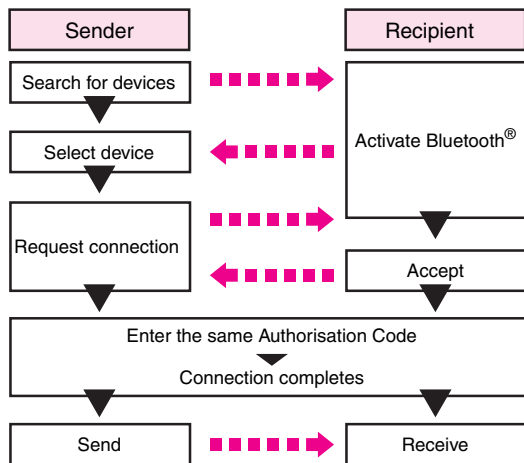 Sender
Recipient
Search for devices
Activate Bluetooth®
Select device
Request connection
Accept
Enter the same Authorisation Code
Connection completes
Send
Receive